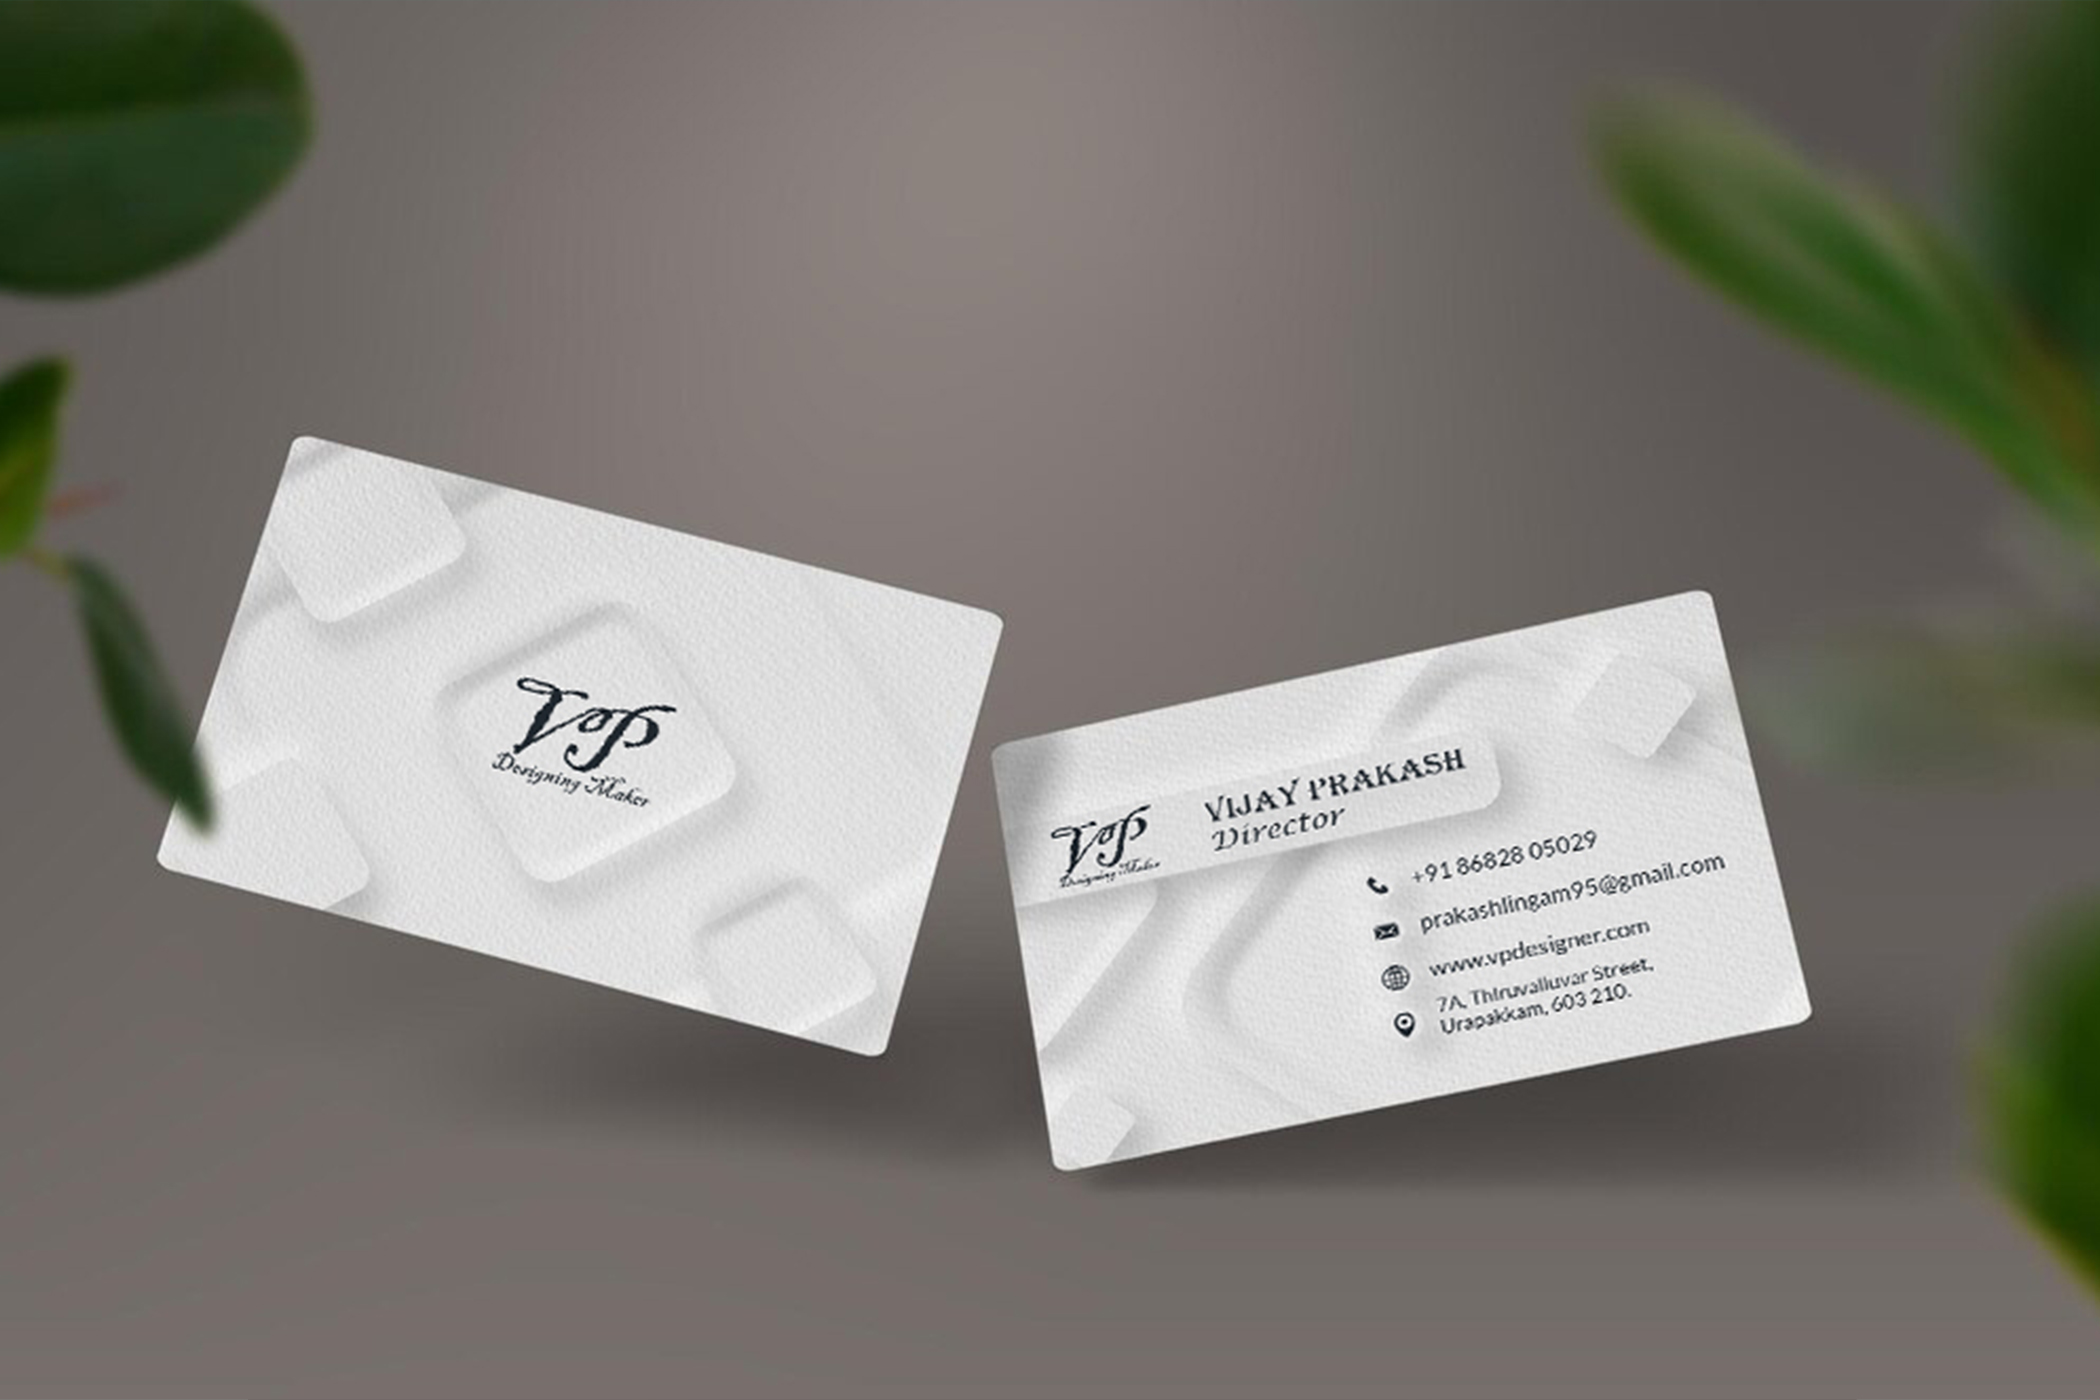 VP
Designing Maker
VP
Designing Maker
VIJAY PRAKASH
Director
+91 86828 05029
prakashlingam95@gmail.com
www.vpdesigner.com
7A, Thiruvalluvar Street,
Urapakkam, 603 210.